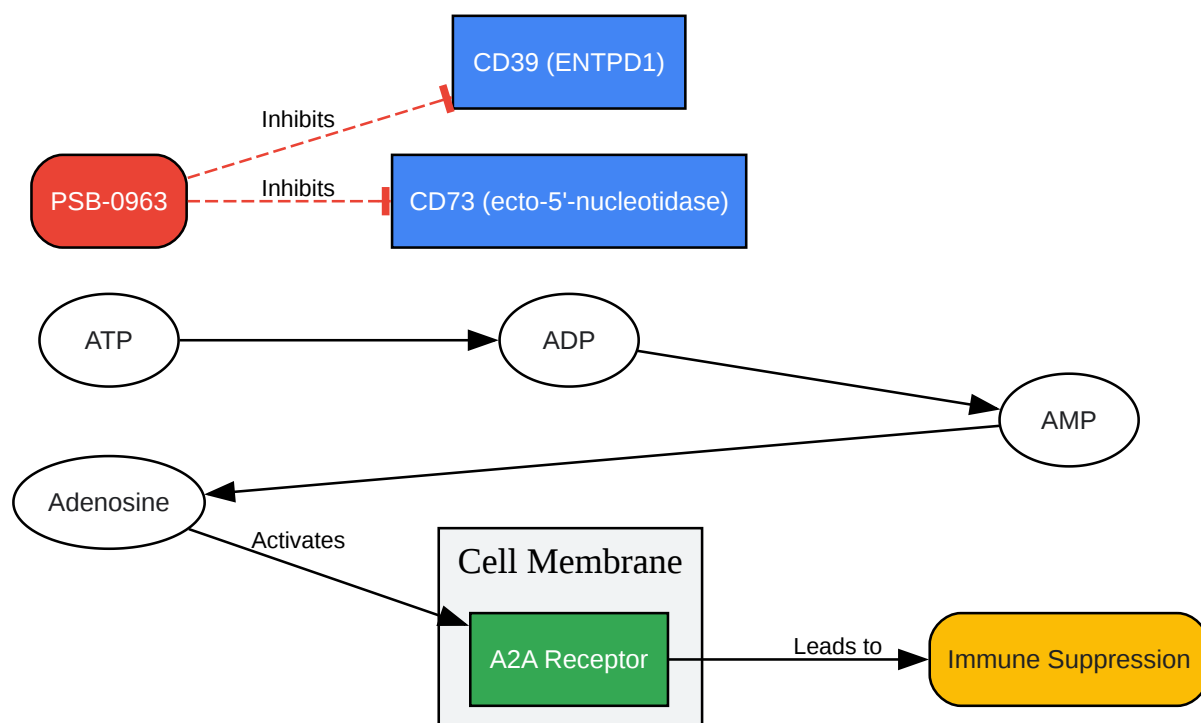 CD39 (ENTPD1)
Inhibits
PSB-0963
Inhibits
CD73 (ecto-5'-nucleotidase)
ATP
ADP
AMP
Adenosine
Activates
Cell Membrane
A2A Receptor
Leads to
Immune Suppression